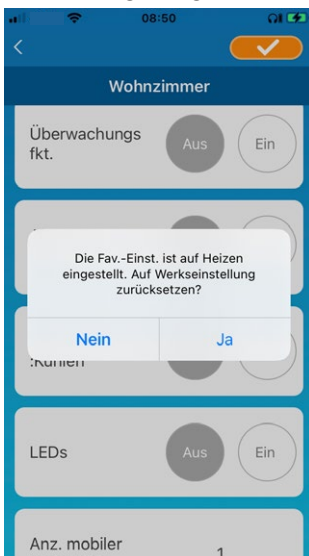 08:50
Wohnzimmer
Überwachungs
fkt.
Aus
Ein
Die Fav.-Einst. ist auf Heizen
eingestellt. Auf Werkseinstellung
zurücksetzen?
Nein
Ja
:Kühlen
LEDs
Aus
Ein
Anz. mobiler
1